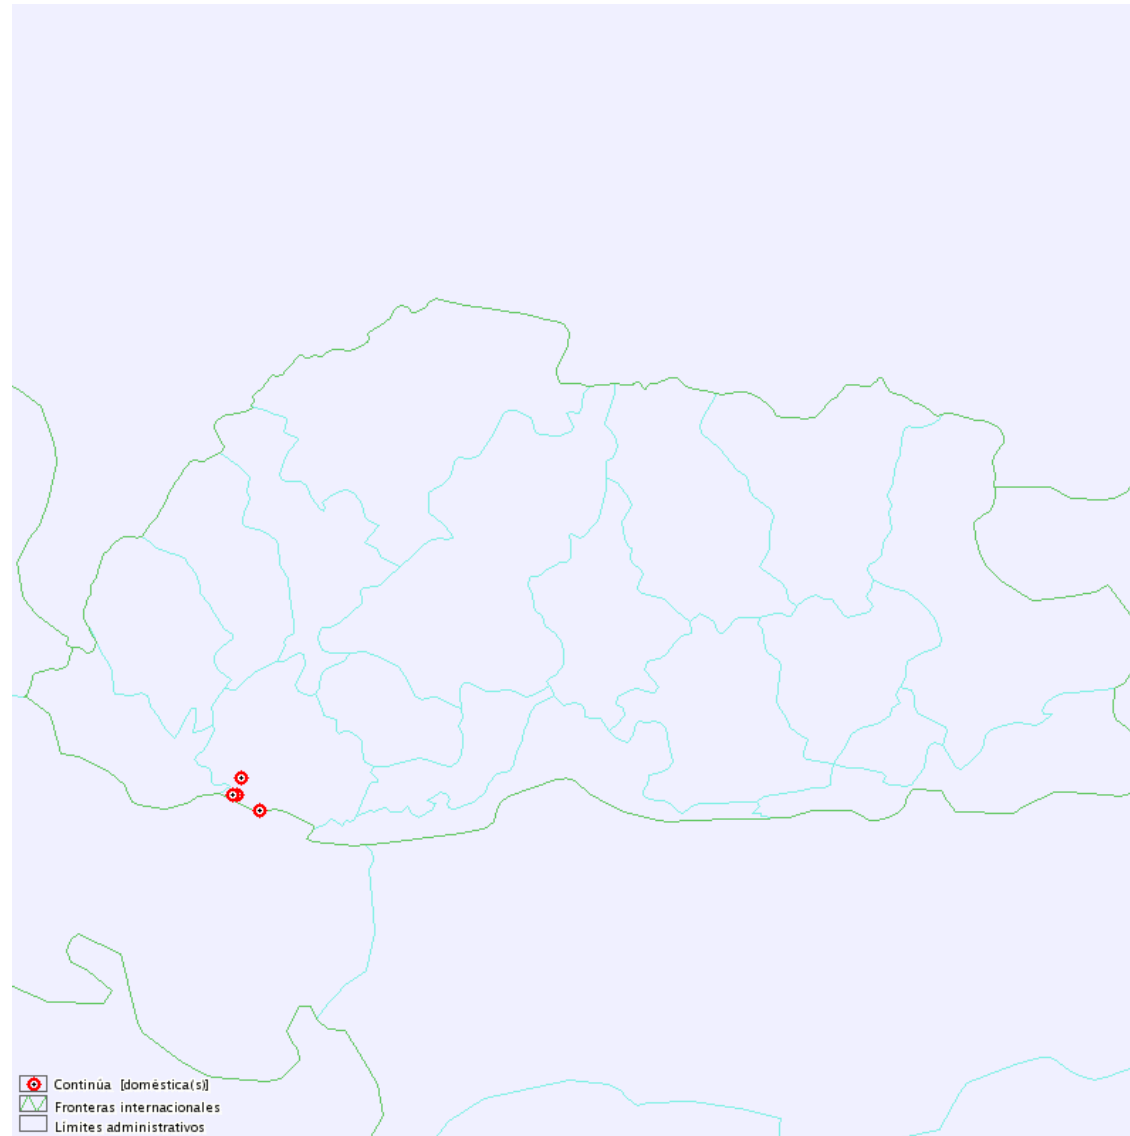 Continúa [doméstica(s)]
Fronteras internacionales
Límites administrativos